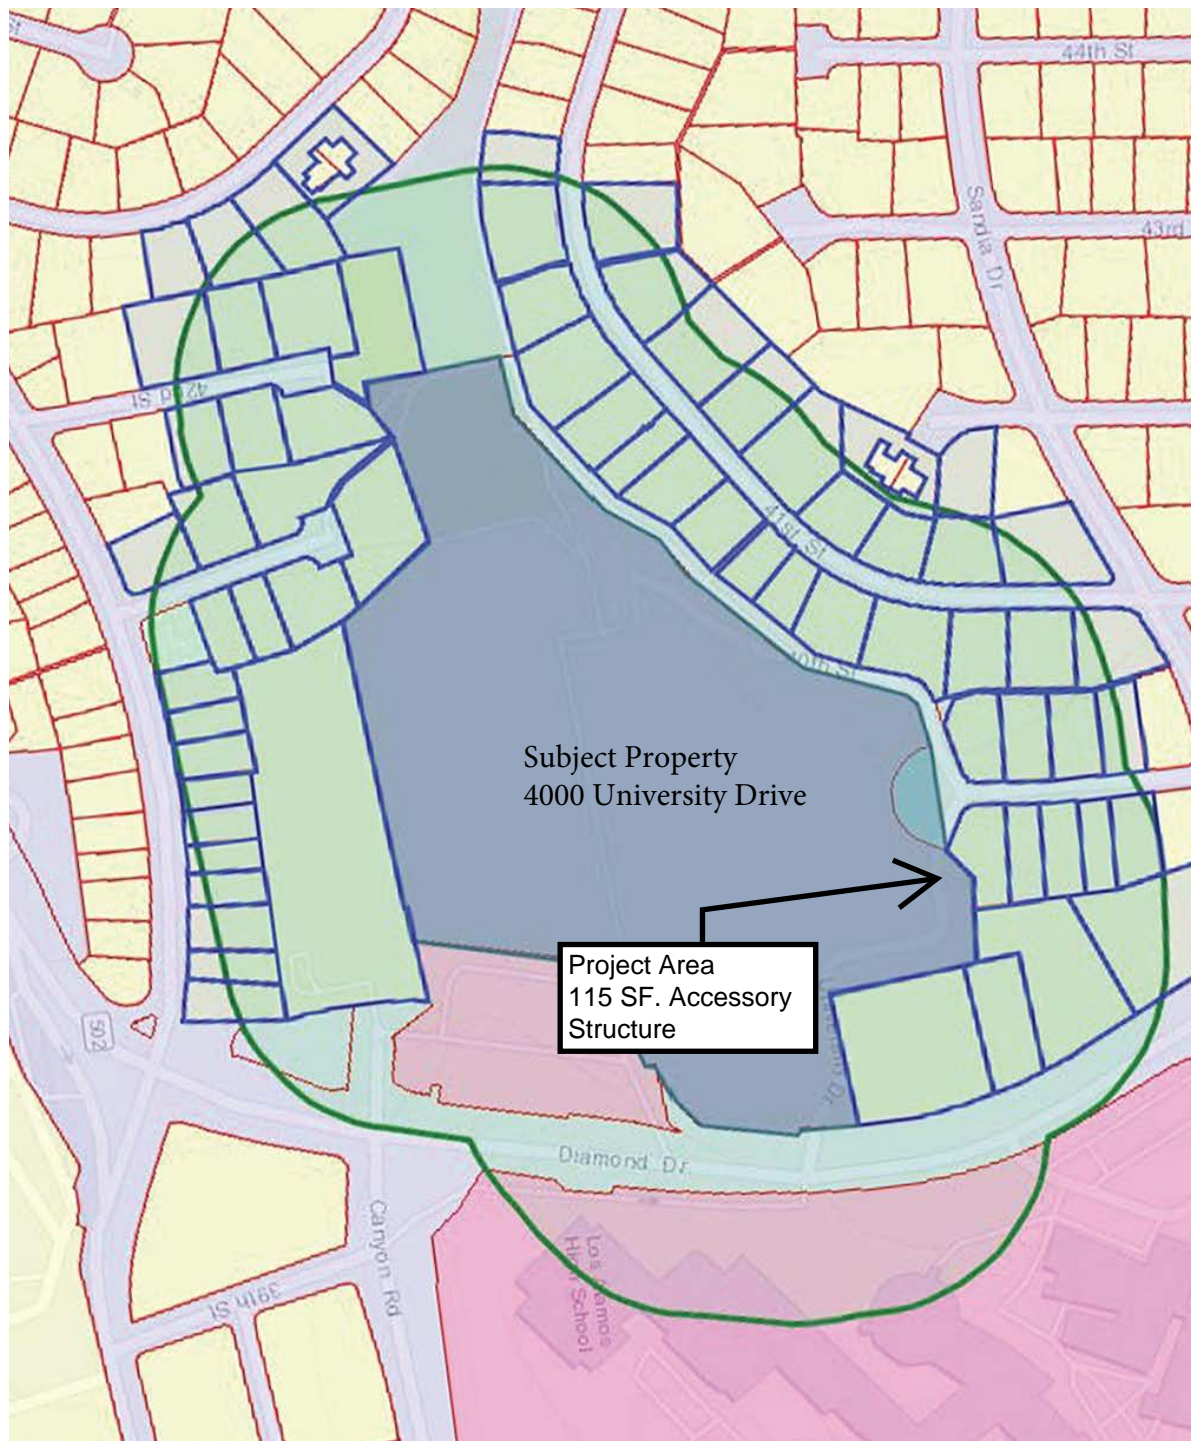 St
44th St
Sandia Dr
43rd
42nd St
41st St
40th St
Subject Property
4000 University Drive
Project Area
115 SF. Accessory
Structure
502
Diamond Dr
Canyon Rd
Los Alamos
High School
39th St